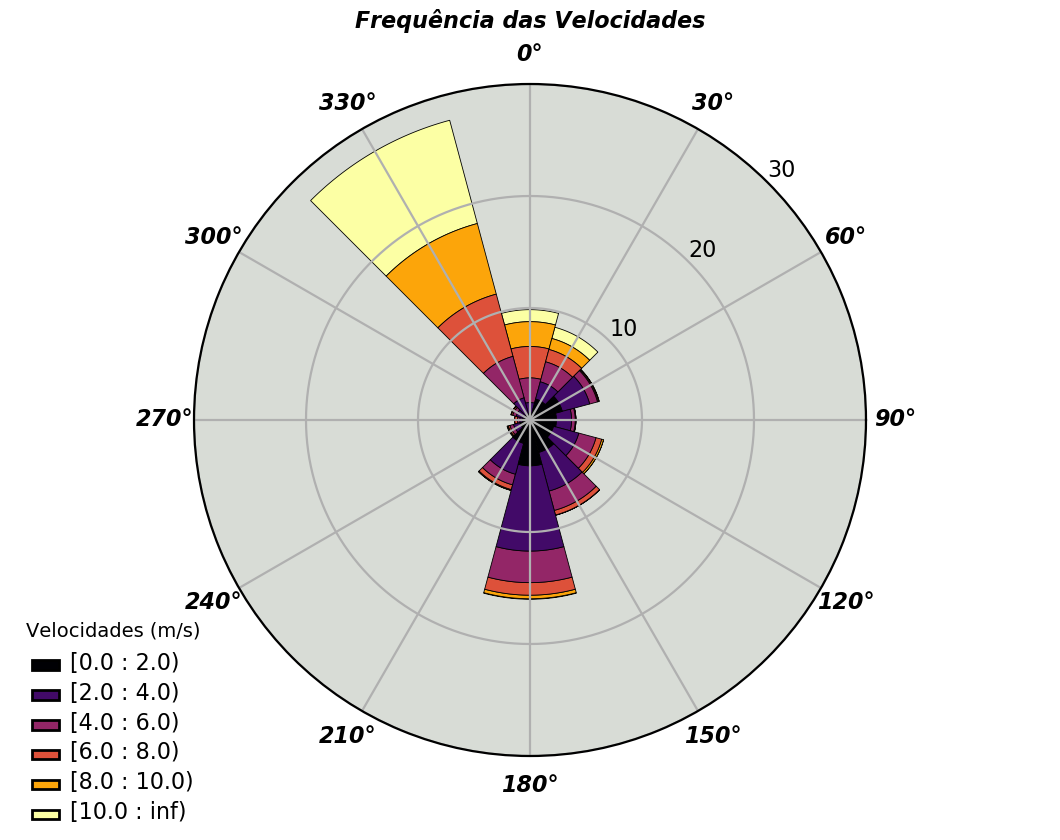 Frequência das Velocidades
0°
330°
30°
30
300°
60°
20
10
270°
90°
240°
120°
Velocidades (m/s)
[0.0 : 2.0)
[2.0 : 4.0)
[4.0 : 6.0)
210°
150°
[6.0 : 8.0)
[8.0 : 10.0)
180°
[10.0 : inf)